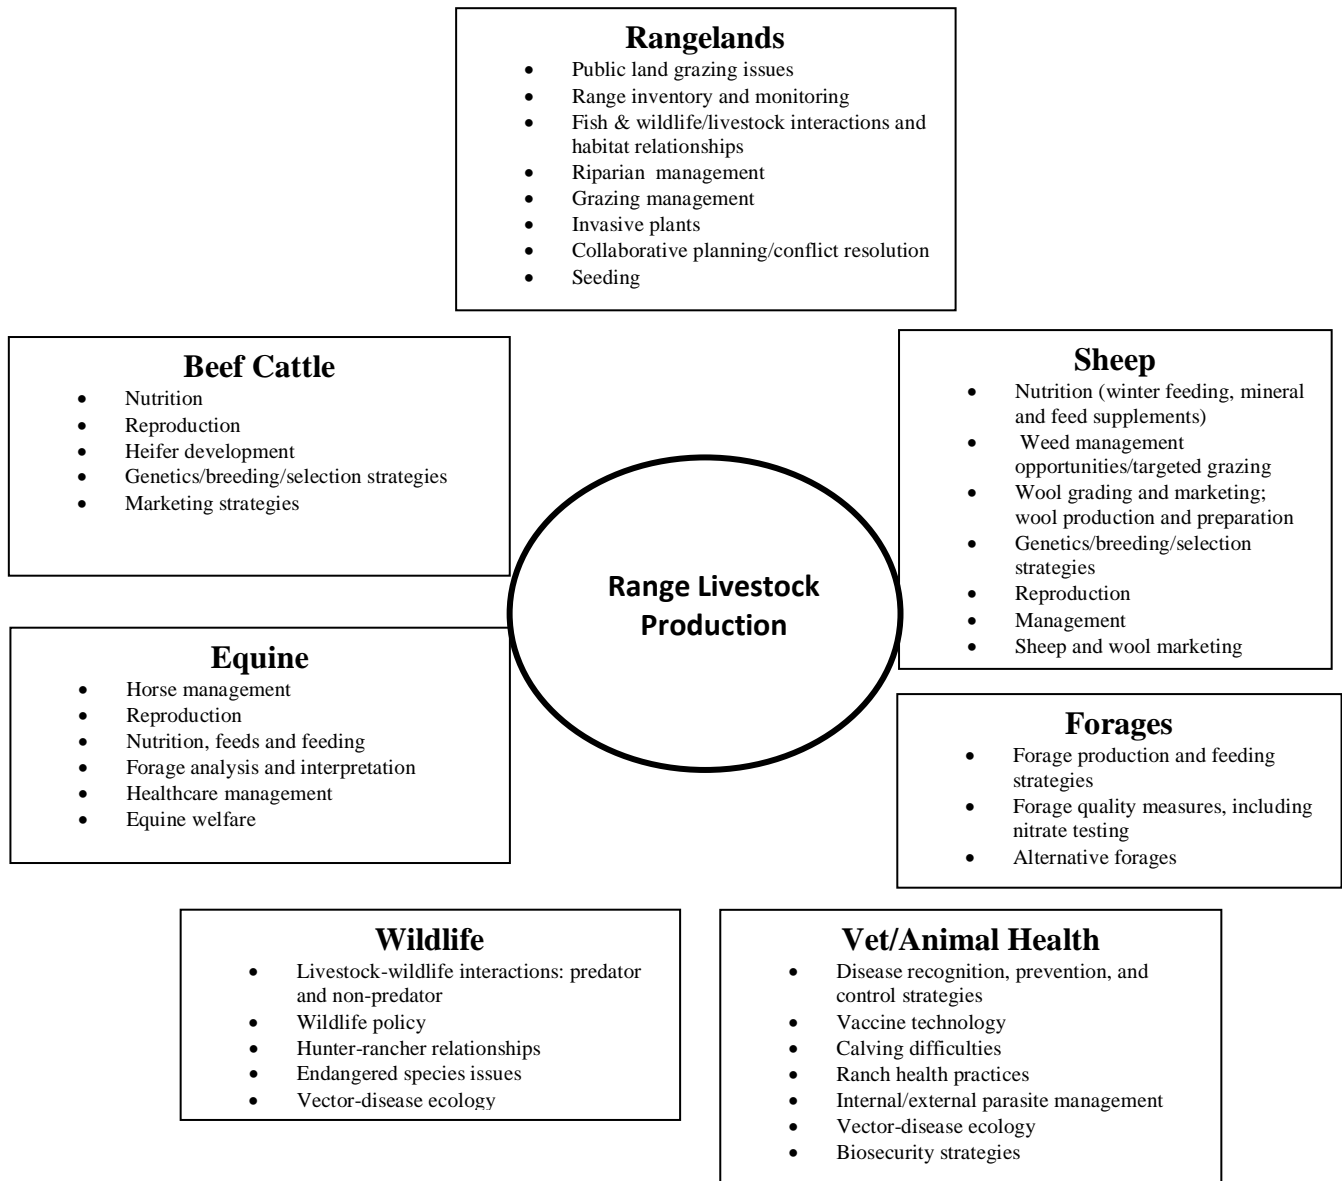 Rangelands
• Public land grazing issues
• Range inventory and monitoring
• Fish & wildlife/livestock interactions and
habitat relationships
• Riparian management
• Grazing management
• Invasive plants
• Collaborative planning/conflict resolution
• Seeding
Beef Cattle
• Nutrition
• Reproduction
• Heifer development
• Genetics/breeding/selection strategies
• Marketing strategies
Sheep
• Nutrition (winter feeding, mineral
and feed supplements)
• Weed management
opportunities/targeted grazing
• Wool grading and marketing;
wool production and preparation
• Genetics/breeding/selection
strategies
• Reproduction
• Management
• Sheep and wool marketing
Range Livestock
Production
Equine
• Horse management
• Reproduction
• Nutrition, feeds and feeding
• Forage analysis and interpretation
• Healthcare management
• Equine welfare
Forages
• Forage production and feeding
strategies
• Forage quality measures, including
nitrate testing
• Alternative forages
Wildlife
• Livestock-wildlife interactions: predator
and non-predator
• Wildlife policy
• Hunter-rancher relationships
• Endangered species issues
• Vector-disease ecology
Vet/Animal Health
• Disease recognition, prevention, and
control strategies
• Vaccine technology
• Calving difficulties
• Ranch health practices
• Internal/external parasite management
• Vector-disease ecology
• Biosecurity strategies